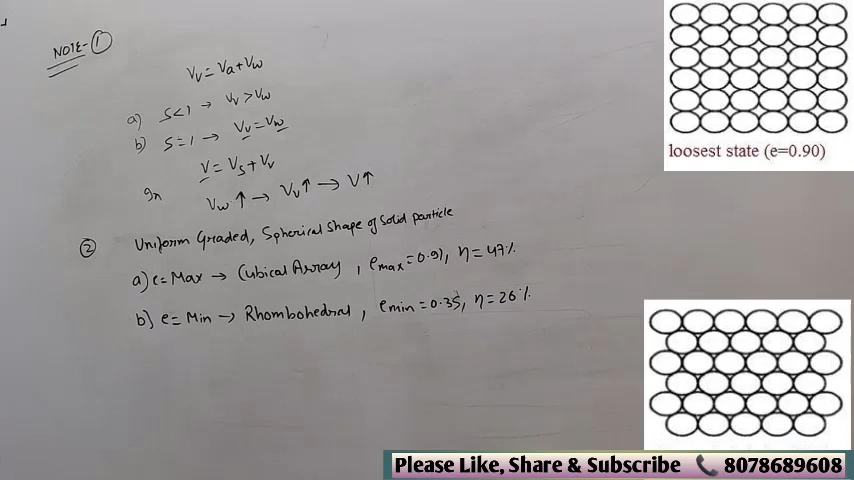 NOTE-①
Vv = Va + Vw
a) S<1 → Vv > Vw
b) S=1 → Vv = Vw
V = Vs + Vv
In Vw ↑ → Vv ↑ → V ↑
② Uniform Graded, Spherical Shape of Solid Particle
a) e=Max → Cubical Array, emax = 0.91, η = 47%
b) e= Min → Rhombohedral, emin = 0.35, η = 26%
loosest state (e=0.90)
Please Like, Share & Subscribe 8078689608